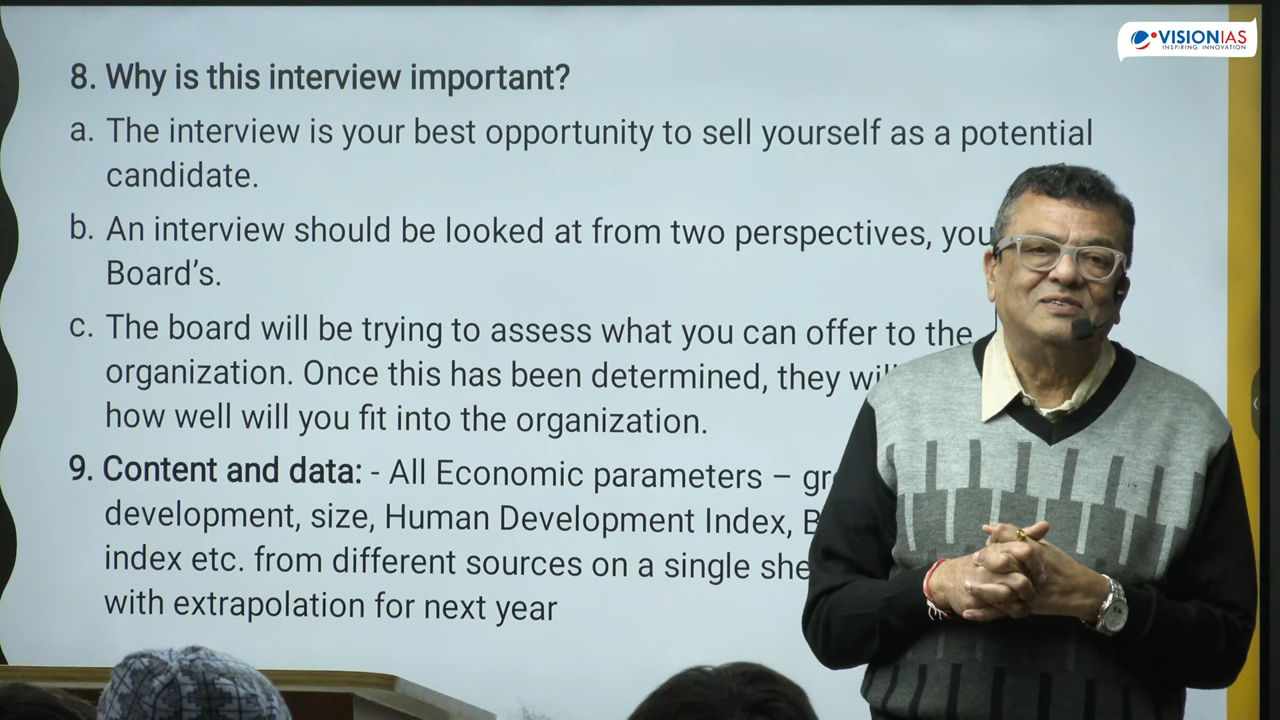 VISIONIAS
INSPIRING INNOVATION
8. Why is this interview important?
a. The interview is your best opportunity to sell yourself as a potential
candidate.
b. An interview should be looked at from two perspectives,
Board's.
c. The board will be trying to assess what you can offer to the
organization. Once this has been determined, they
how well will you fit into the organization.
9. Content and data: - All Economic parameters –
development, size, Human Development Index,
index etc. from different sources on a single
with extrapolation for next year